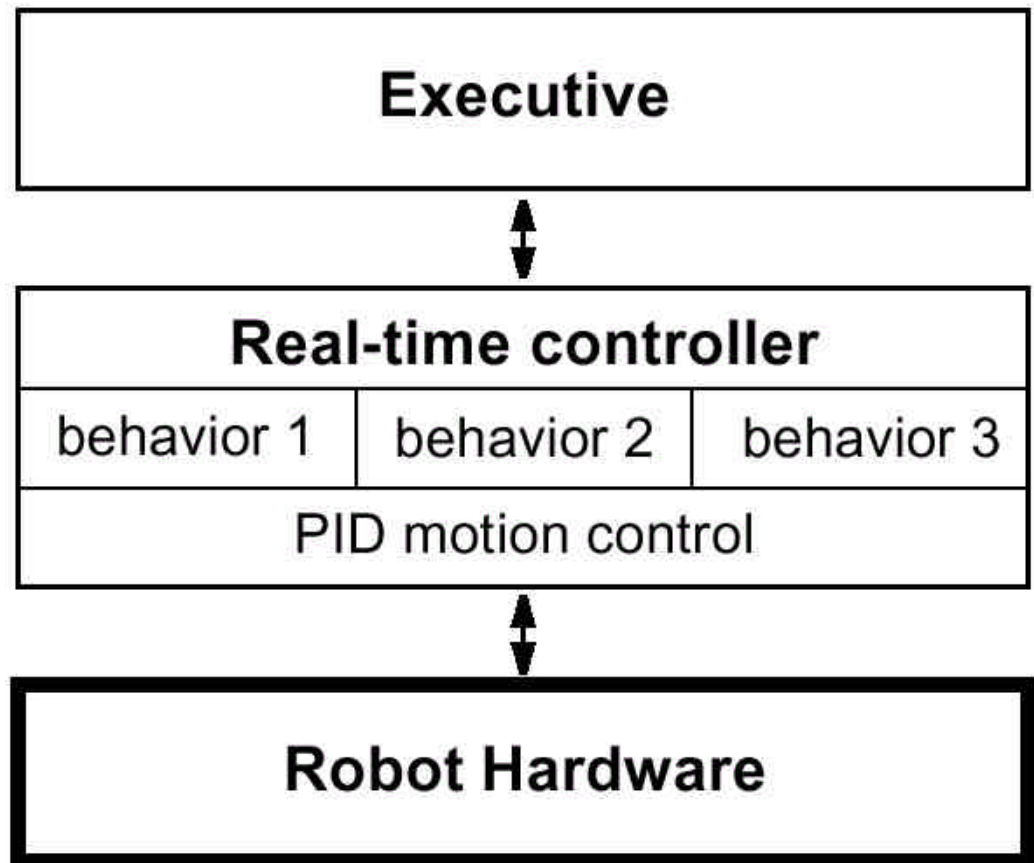 Executive
Real-time controller
behavior 1 behavior 2 behavior 3
PID motion control
Robot Hardware